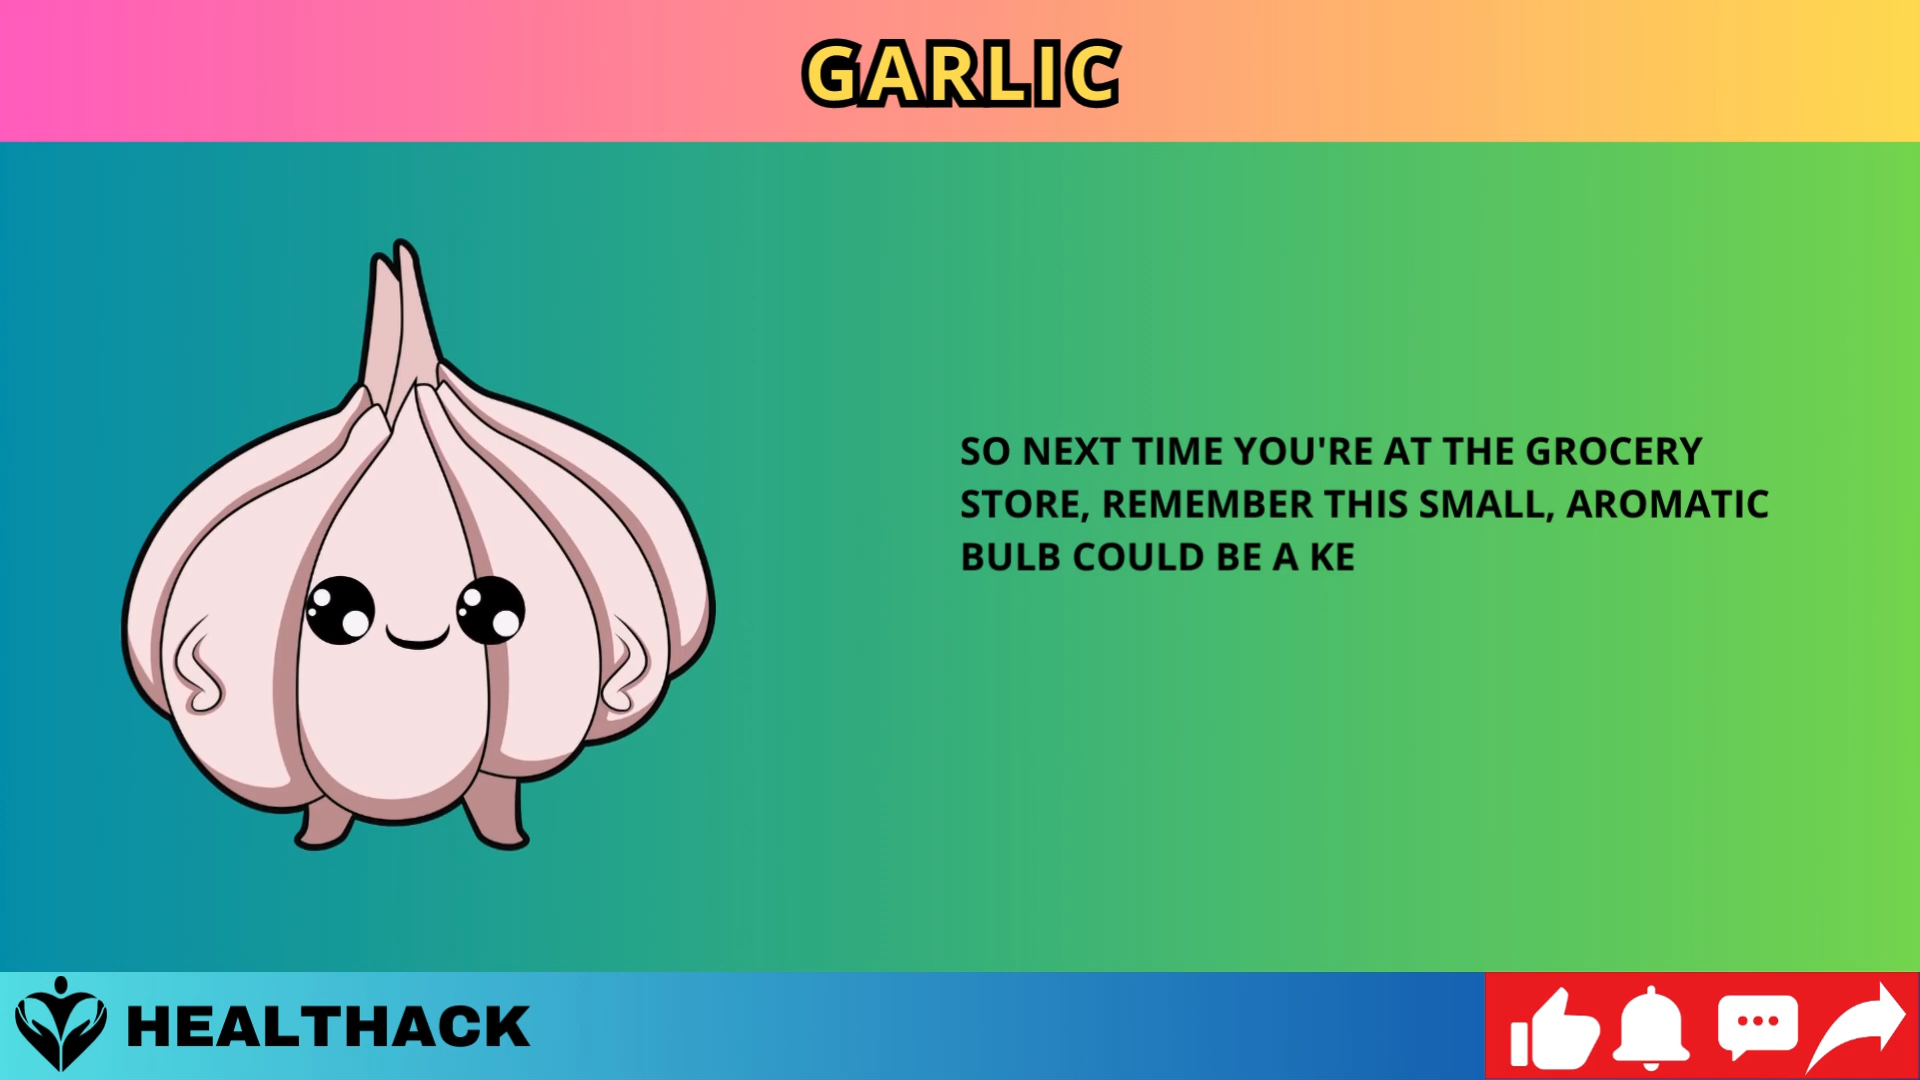 GARLIC
SO NEXT TIME YOU'RE AT THE GROCERY
STORE, REMEMBER THIS SMALL, AROMATIC
BULB COULD BE A KE
HEALTHACK